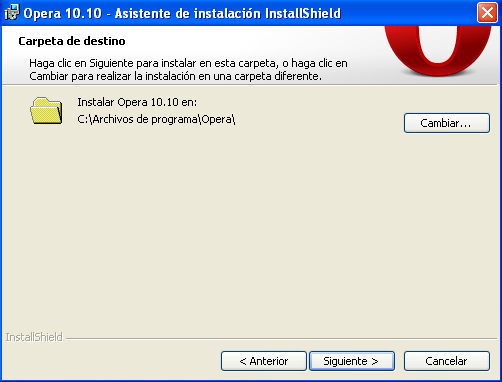 Opera 10.10 - Asistente de instalación InstallShield
Carpeta de destino
Haga clic en Siguiente para instalar en esta carpeta, o haga clic en
Cambiar para realizar la instalación en una carpeta diferente.
Instalar Opera 10.10 en:
C:\Archivos de programa\Opera\
Cambiar...
InstallShield
< Anterior
Siguiente >
Cancelar